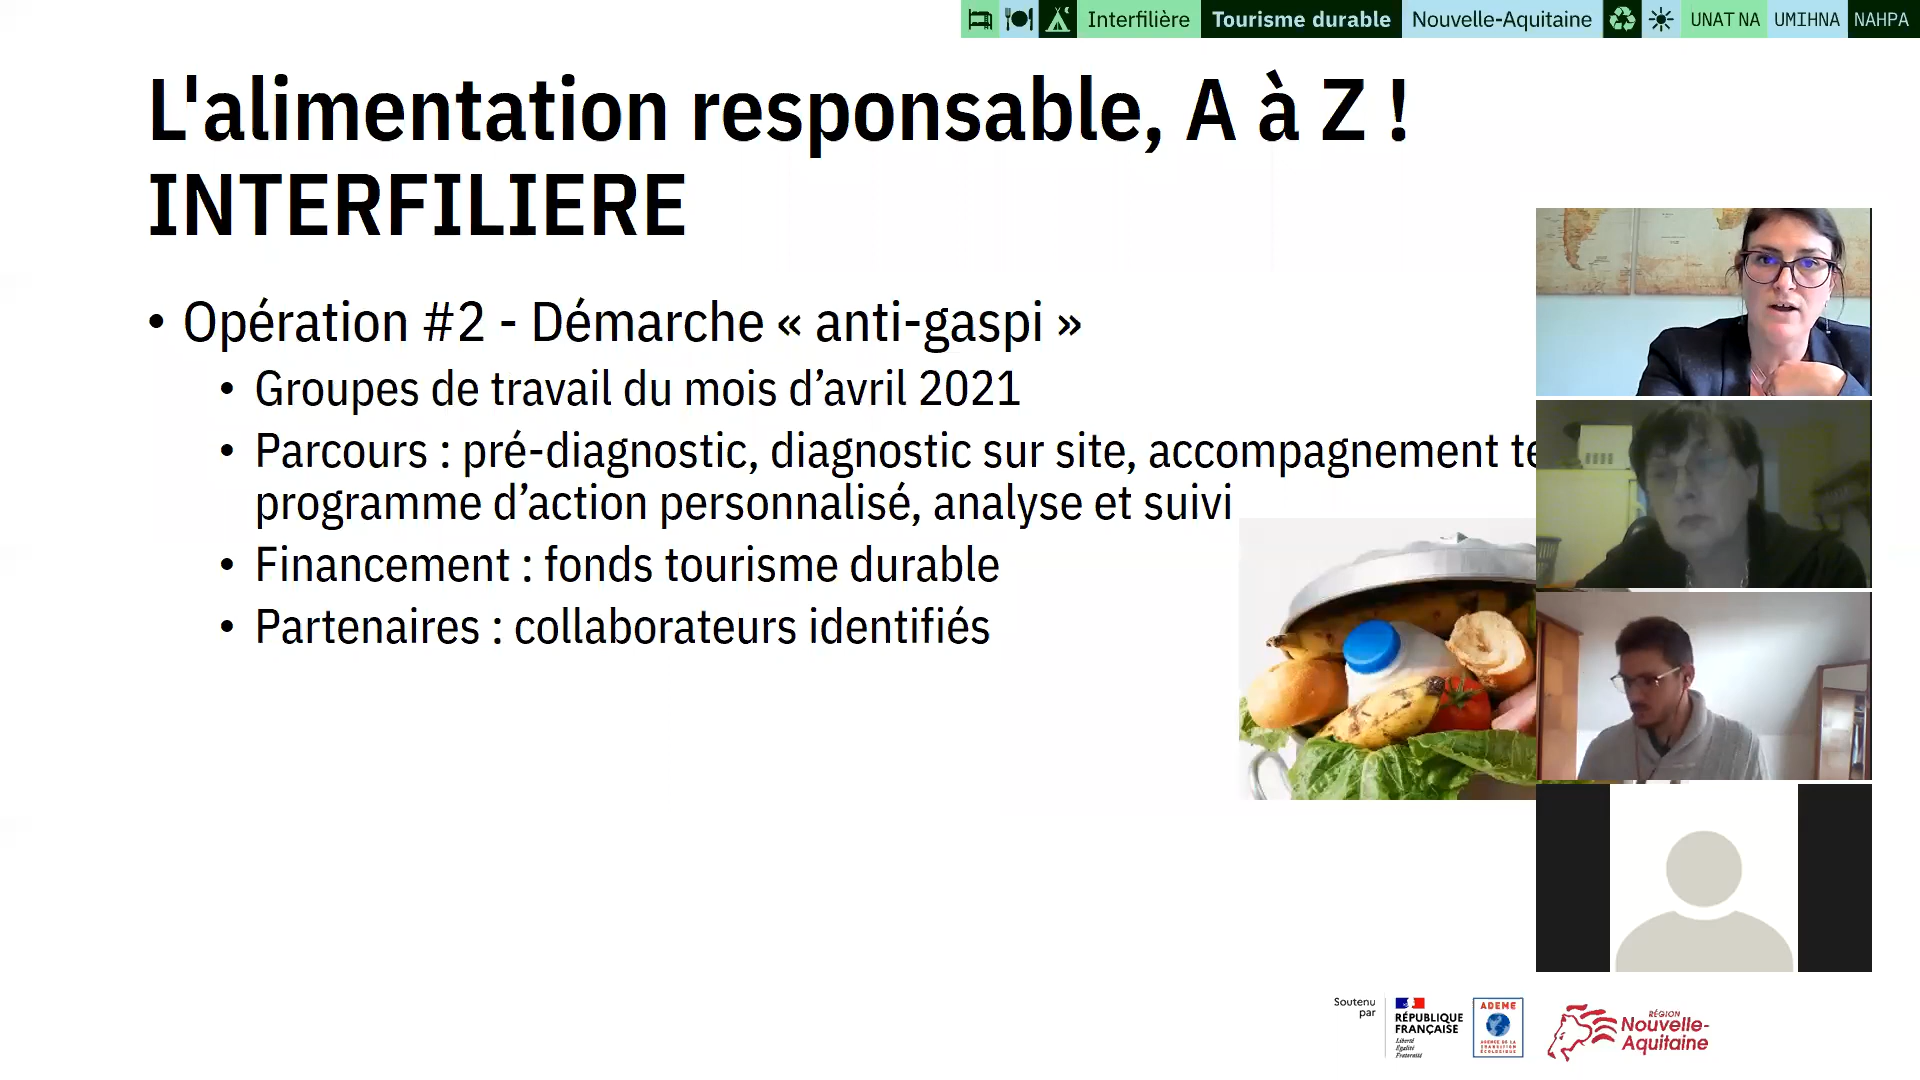 Interfilière Tourisme durable Nouvelle-Aquitaine UNAT NA UMIHNA NAHPA
L'alimentation responsable, A à Z !
INTERFILIERE
• Opération #2 - Démarche « anti-gaspi »
• Groupes de travail du mois d’avril 2021
• Parcours : pré-diagnostic, diagnostic sur site, accompagnement
programme d’action personnalisé, analyse et suivi
• Financement : fonds tourisme durable
• Partenaires : collaborateurs identifiés
Soutenu
par
RÉPUBLIQUE
FRANÇAISE
Liberté
Égalité
Fraternité
ADEME
AGENCE DE LA
TRANSITION
ÉCOLOGIQUE
RÉGION
Nouvelle-
Aquitaine